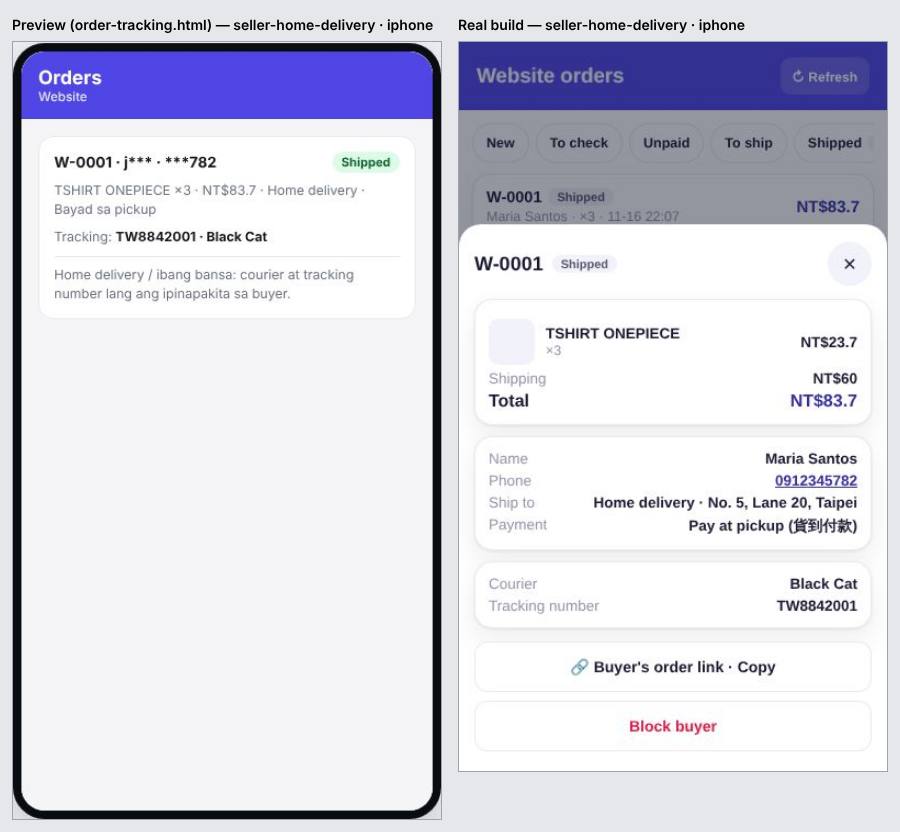 Preview (order-tracking.html) — seller-home-delivery · iphone
Orders
Website
W-0001 · j*** · ***782
Shipped
TSHIRT ONEPIECE ×3 · NT$83.7 · Home delivery ·
Bayad sa pickup
Tracking: TW8842001 · Black Cat
Home delivery / ibang bansa: courier at tracking
number lang ang ipinapakita sa buyer.
Real build — seller-home-delivery · iphone
Website orders
↻ Refresh
New
To check
Unpaid
To ship
Shipped
W-0001 Shipped
NT$83.7
Maria Santos · ×3 · 11-16 22:07
W-0001 Shipped
✕
TSHIRT ONEPIECE
×3
NT$23.7
Shipping NT$60
Total NT$83.7
Name Maria Santos
Phone 0912345782
Ship to Home delivery · No. 5, Lane 20, Taipei
Payment Pay at pickup (貨到付款)
Courier Black Cat
Tracking number TW8842001
🔗 Buyer's order link · Copy
Block buyer